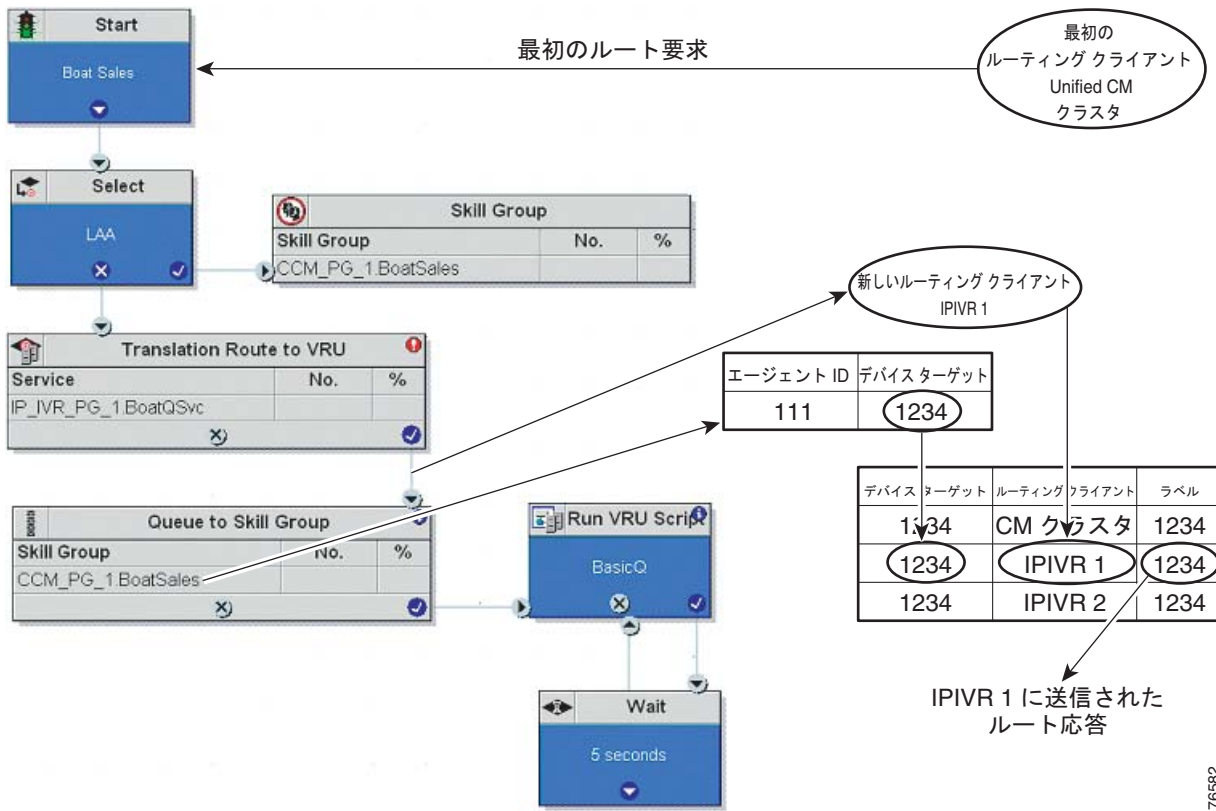 Start
Boat Sales
最初のルート要求
最初の
ルーティング クライアント
Unified CM
クラスタ
Select
LAA
Skill Group
Skill Group No. %
CCM_PG_1.BoatSales
新しいルーティング クライアント
IPIVR 1
Translation Route to VRU
Service No. %
IP_IVR_PG_1.BoatQSvc
エージェント ID デバイス ターゲット
111 1234
Queue to Skill Group
Skill Group No. %
CCM_PG_1.BoatSales
Run VRU Script
BasicQ
デバイス ターゲット ルーティング クライアント ラベル
1234 CM クラスタ 1234
1234 IPIVR 1 1234
1234 IPIVR 2 1234
Wait
5 seconds
IPIVR 1 に送信された
ルート応答
76582